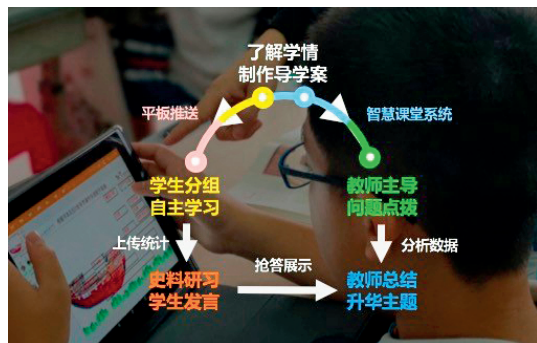 了解学情
制作导学案
平板推送
智慧课堂系统
学生分组
自主学习
教师主导
问题点拨
上传统计
分析数据
史料研习
学生发言
抢答展示
教师总结
升华主题